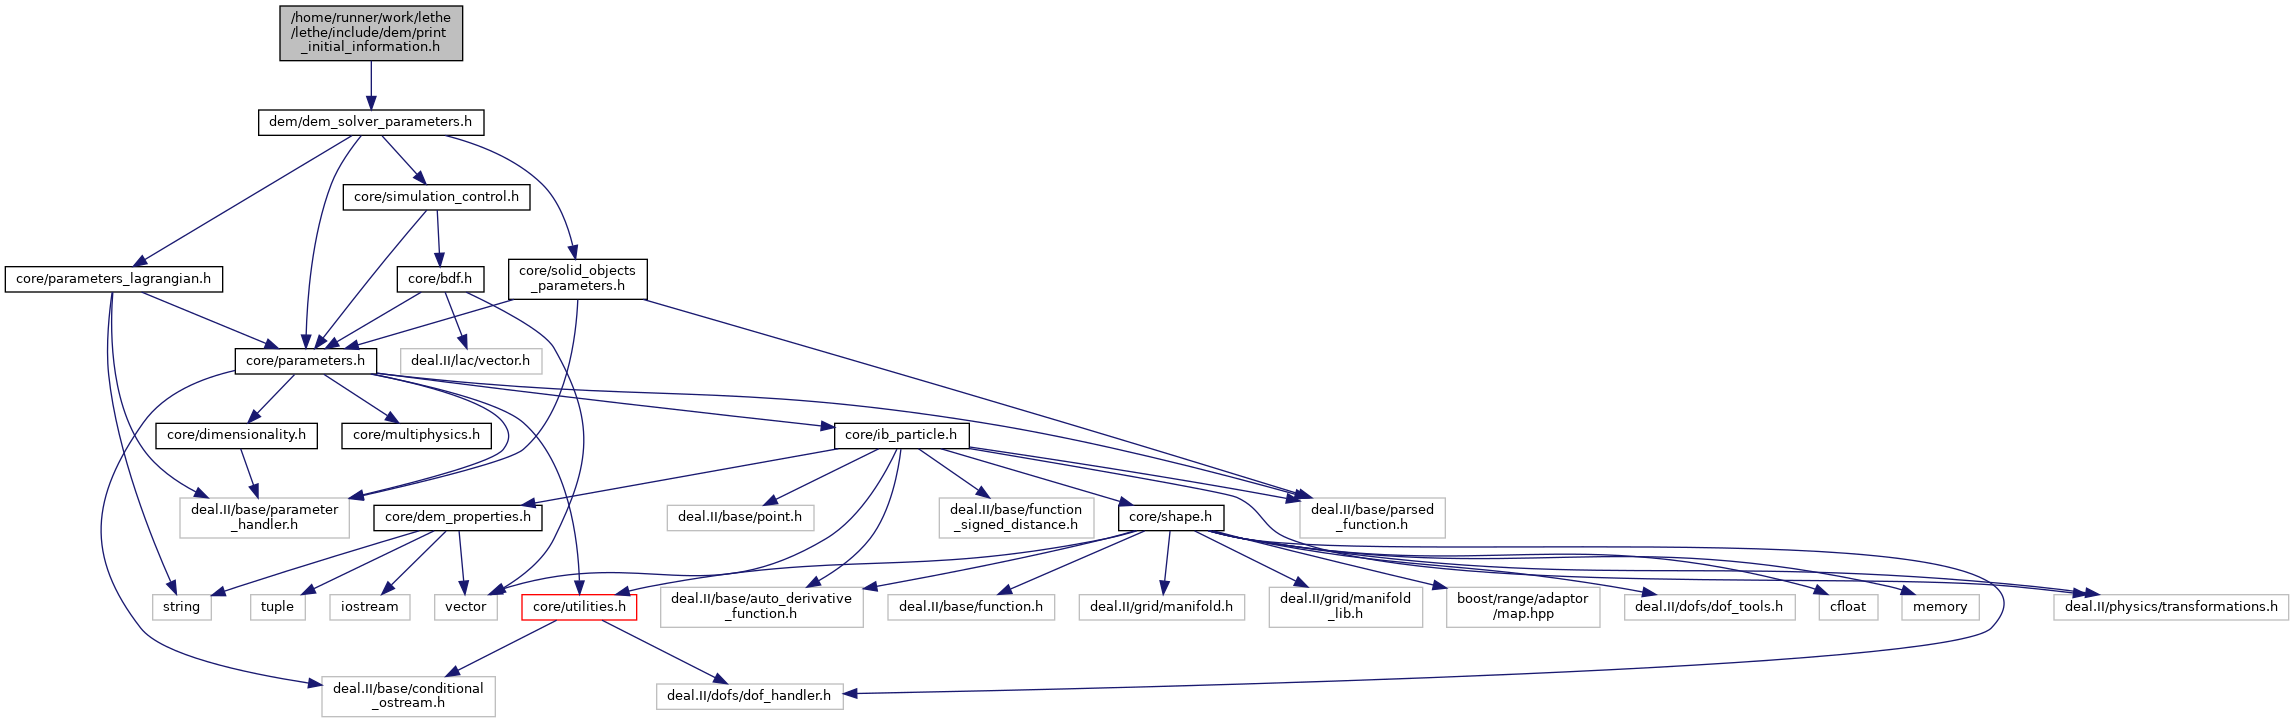 /home/runner/work/lethe
/lethe/include/dem/print
_initial_information.h
dem/dem_solver_parameters.h
core/simulation_control.h
core/parameters_lagrangian.h
core/bdf.h
core/solid_objects
_parameters.h
core/parameters.h
deal.II/lac/vector.h
core/dimensionality.h
core/multiphysics.h
core/ib_particle.h
deal.II/base/parameter
_handler.h
core/dem_properties.h
deal.II/base/point.h
deal.II/base/function
_signed_distance.h
core/shape.h
deal.II/base/parsed
_function.h
string
tuple
iostream
vector
core/utilities.h
deal.II/base/auto_derivative
_function.h
deal.II/base/function.h
deal.II/grid/manifold.h
deal.II/grid/manifold
_lib.h
boost/range/adaptor
/map.hpp
deal.II/dofs/dof_tools.h
cfloat
memory
deal.II/physics/transformations.h
deal.II/base/conditional
_ostream.h
deal.II/dofs/dof_handler.h